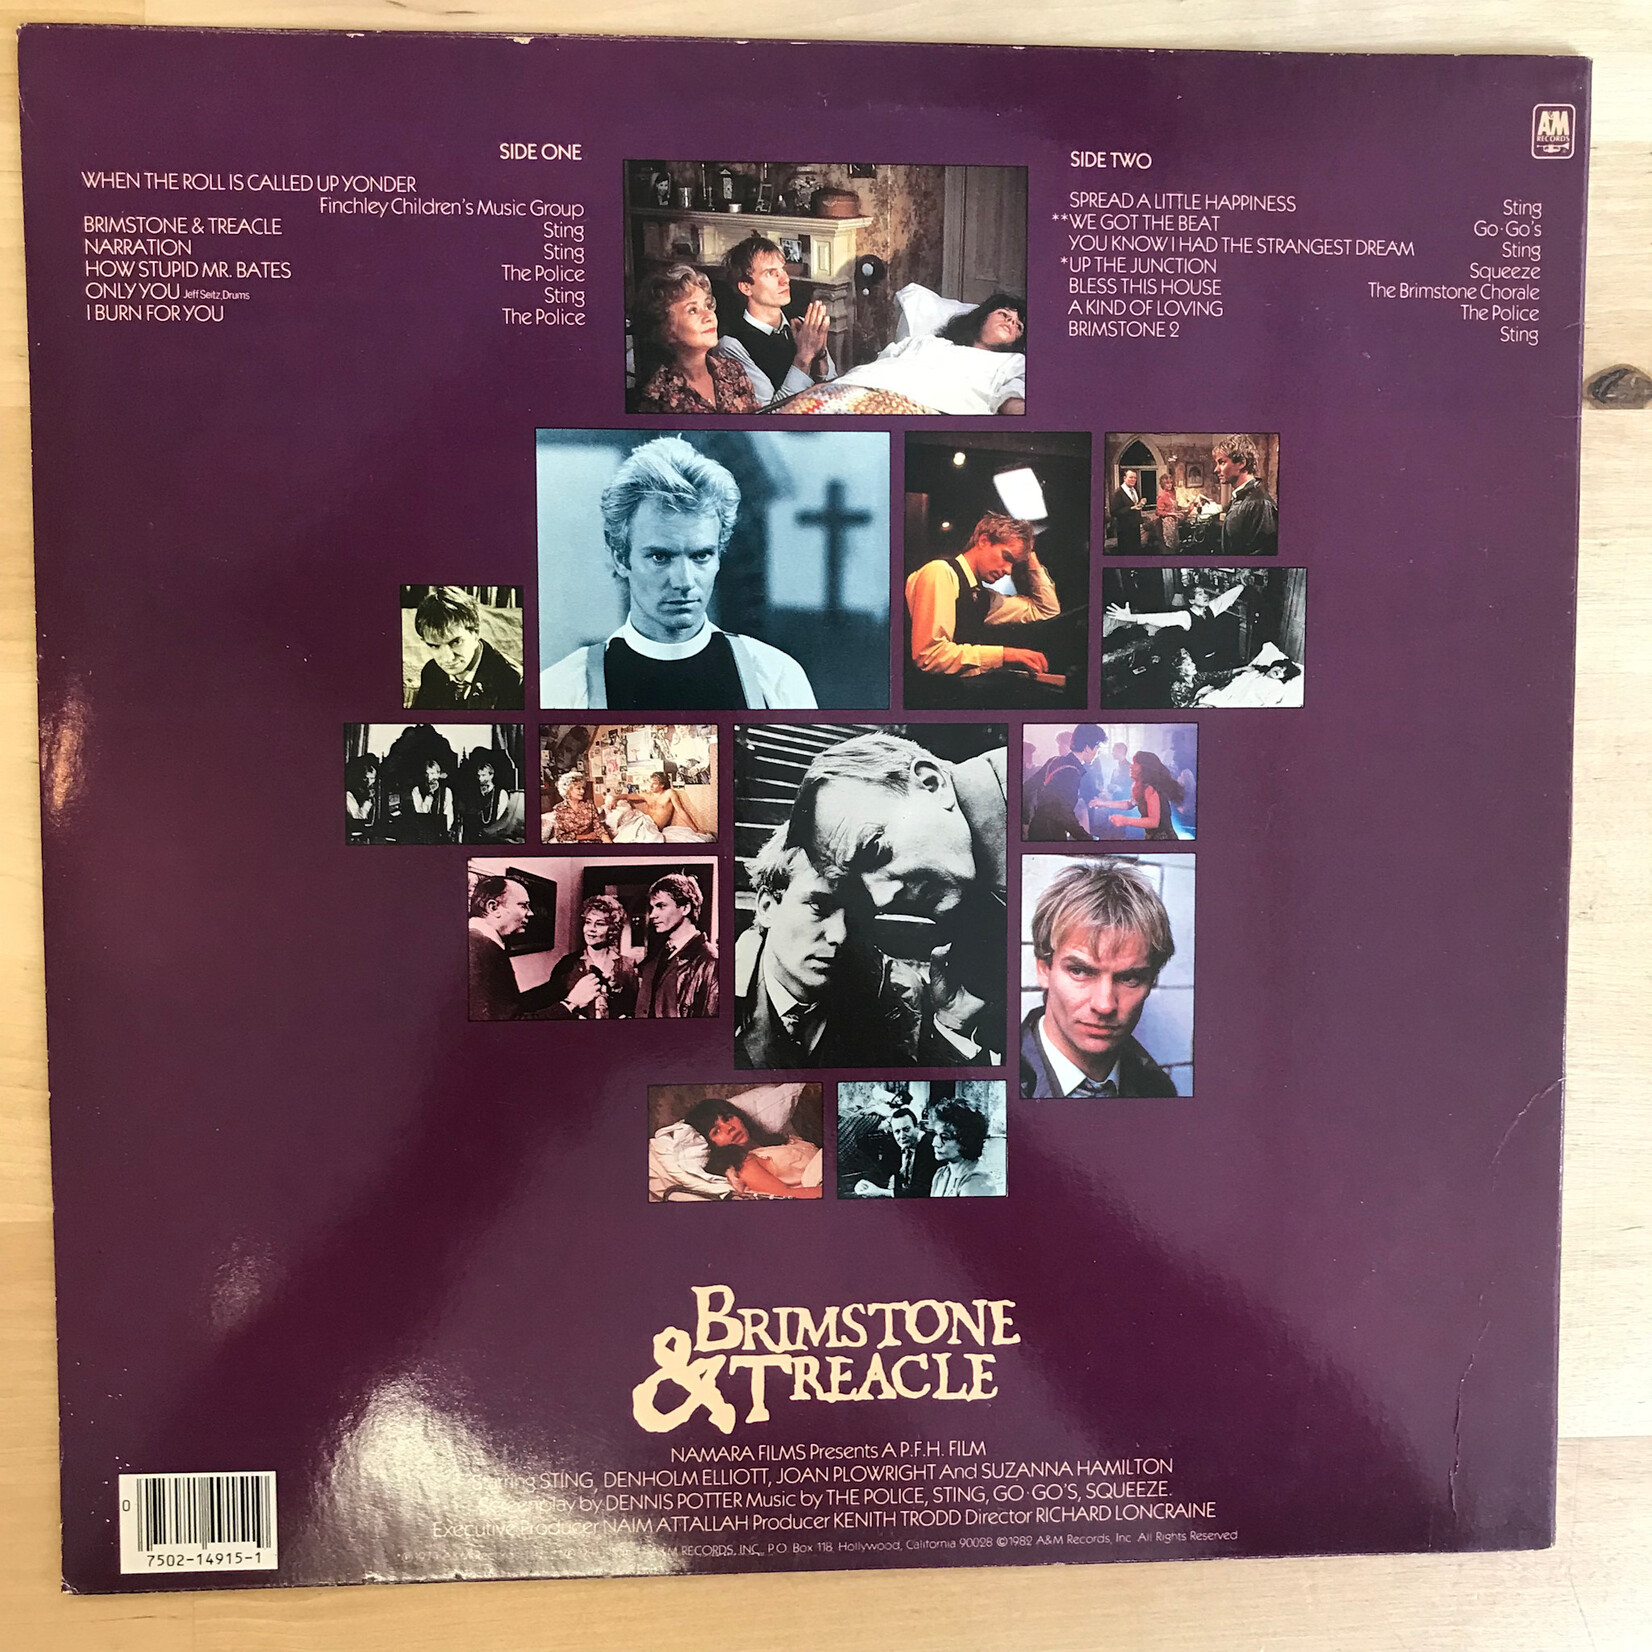 A&M
RECORDS
SIDE ONE
WHEN THE ROLL IS CALLED UP YONDER
Finchley Children's Music Group
BRIMSTONE & TREACLE Sting
NARRATION Sting
HOW STUPID MR. BATES The Police
ONLY YOU Jeff Seitz, Drums Sting
I BURN FOR YOU The Police
SIDE TWO
SPREAD A LITTLE HAPPINESS Sting
**WE GOT THE BEAT Go·Go's
YOU KNOW I HAD THE STRANGEST DREAM Sting
*UP THE JUNCTION Squeeze
BLESS THIS HOUSE The Brimstone Chorale
A KIND OF LOVING The Police
BRIMSTONE 2 Sting
BRIMSTONE
& TREACLE
NAMARA FILMS Presents A P.F.H. FILM
Starring STING, DENHOLM ELLIOTT, JOAN PLOWRIGHT And SUZANNA HAMILTON
Screenplay by DENNIS POTTER Music by THE POLICE, STING, GO·GO'S, SQUEEZE.
Executive Producer NAIM ATTALLAH Producer KENITH TRODD Director RICHARD LONCRAINE
RECORDS, INC., P.O. Box 118, Hollywood, California 90028 ©1982 A&M Records, Inc. All Rights Reserved
0
7502-14915-1